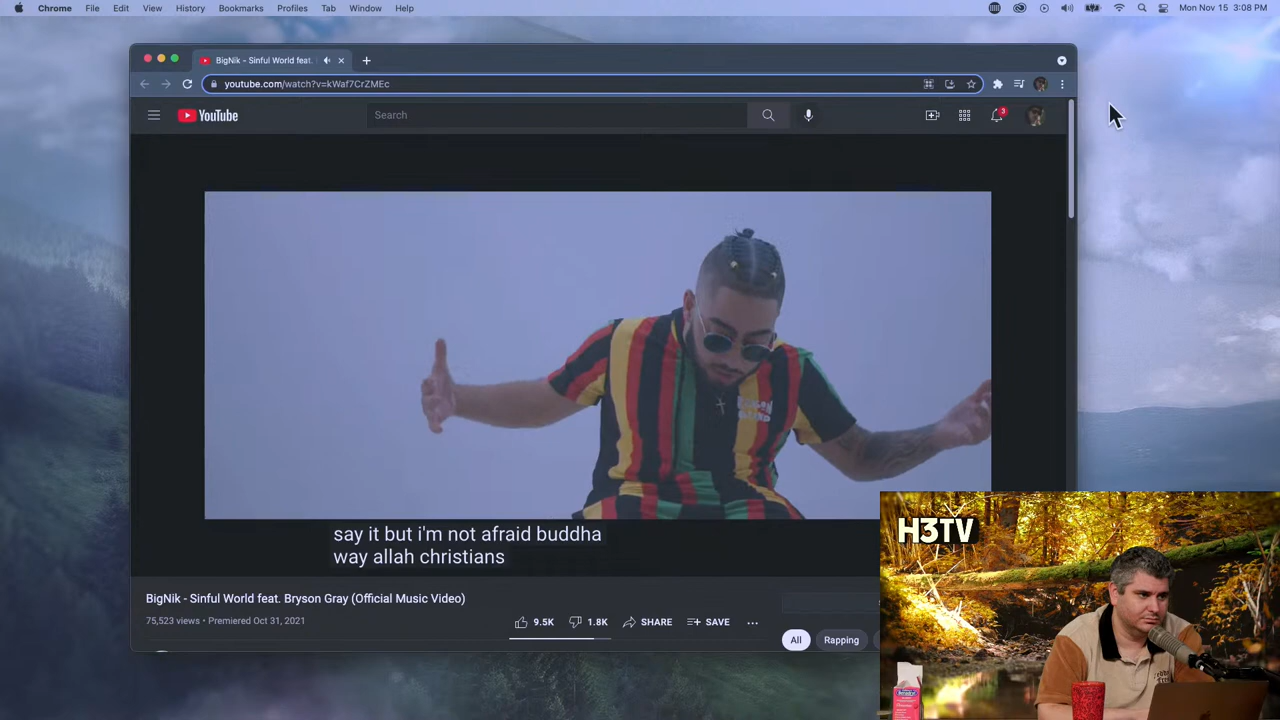 Chrome File Edit View History Bookmarks Profiles Tab Window Help Mon Nov 15 3:08 PM
BigNik - Sinful World feat.
youtube.com/watch?v=kWaf7CrZMEc
YouTube
Search
3
say it but i'm not afraid buddha
way allah christians
H3TV
BigNik - Sinful World feat. Bryson Gray (Official Music Video)
75,523 views • Premiered Oct 31, 2021
9.5K 1.8K SHARE SAVE
All Rapping